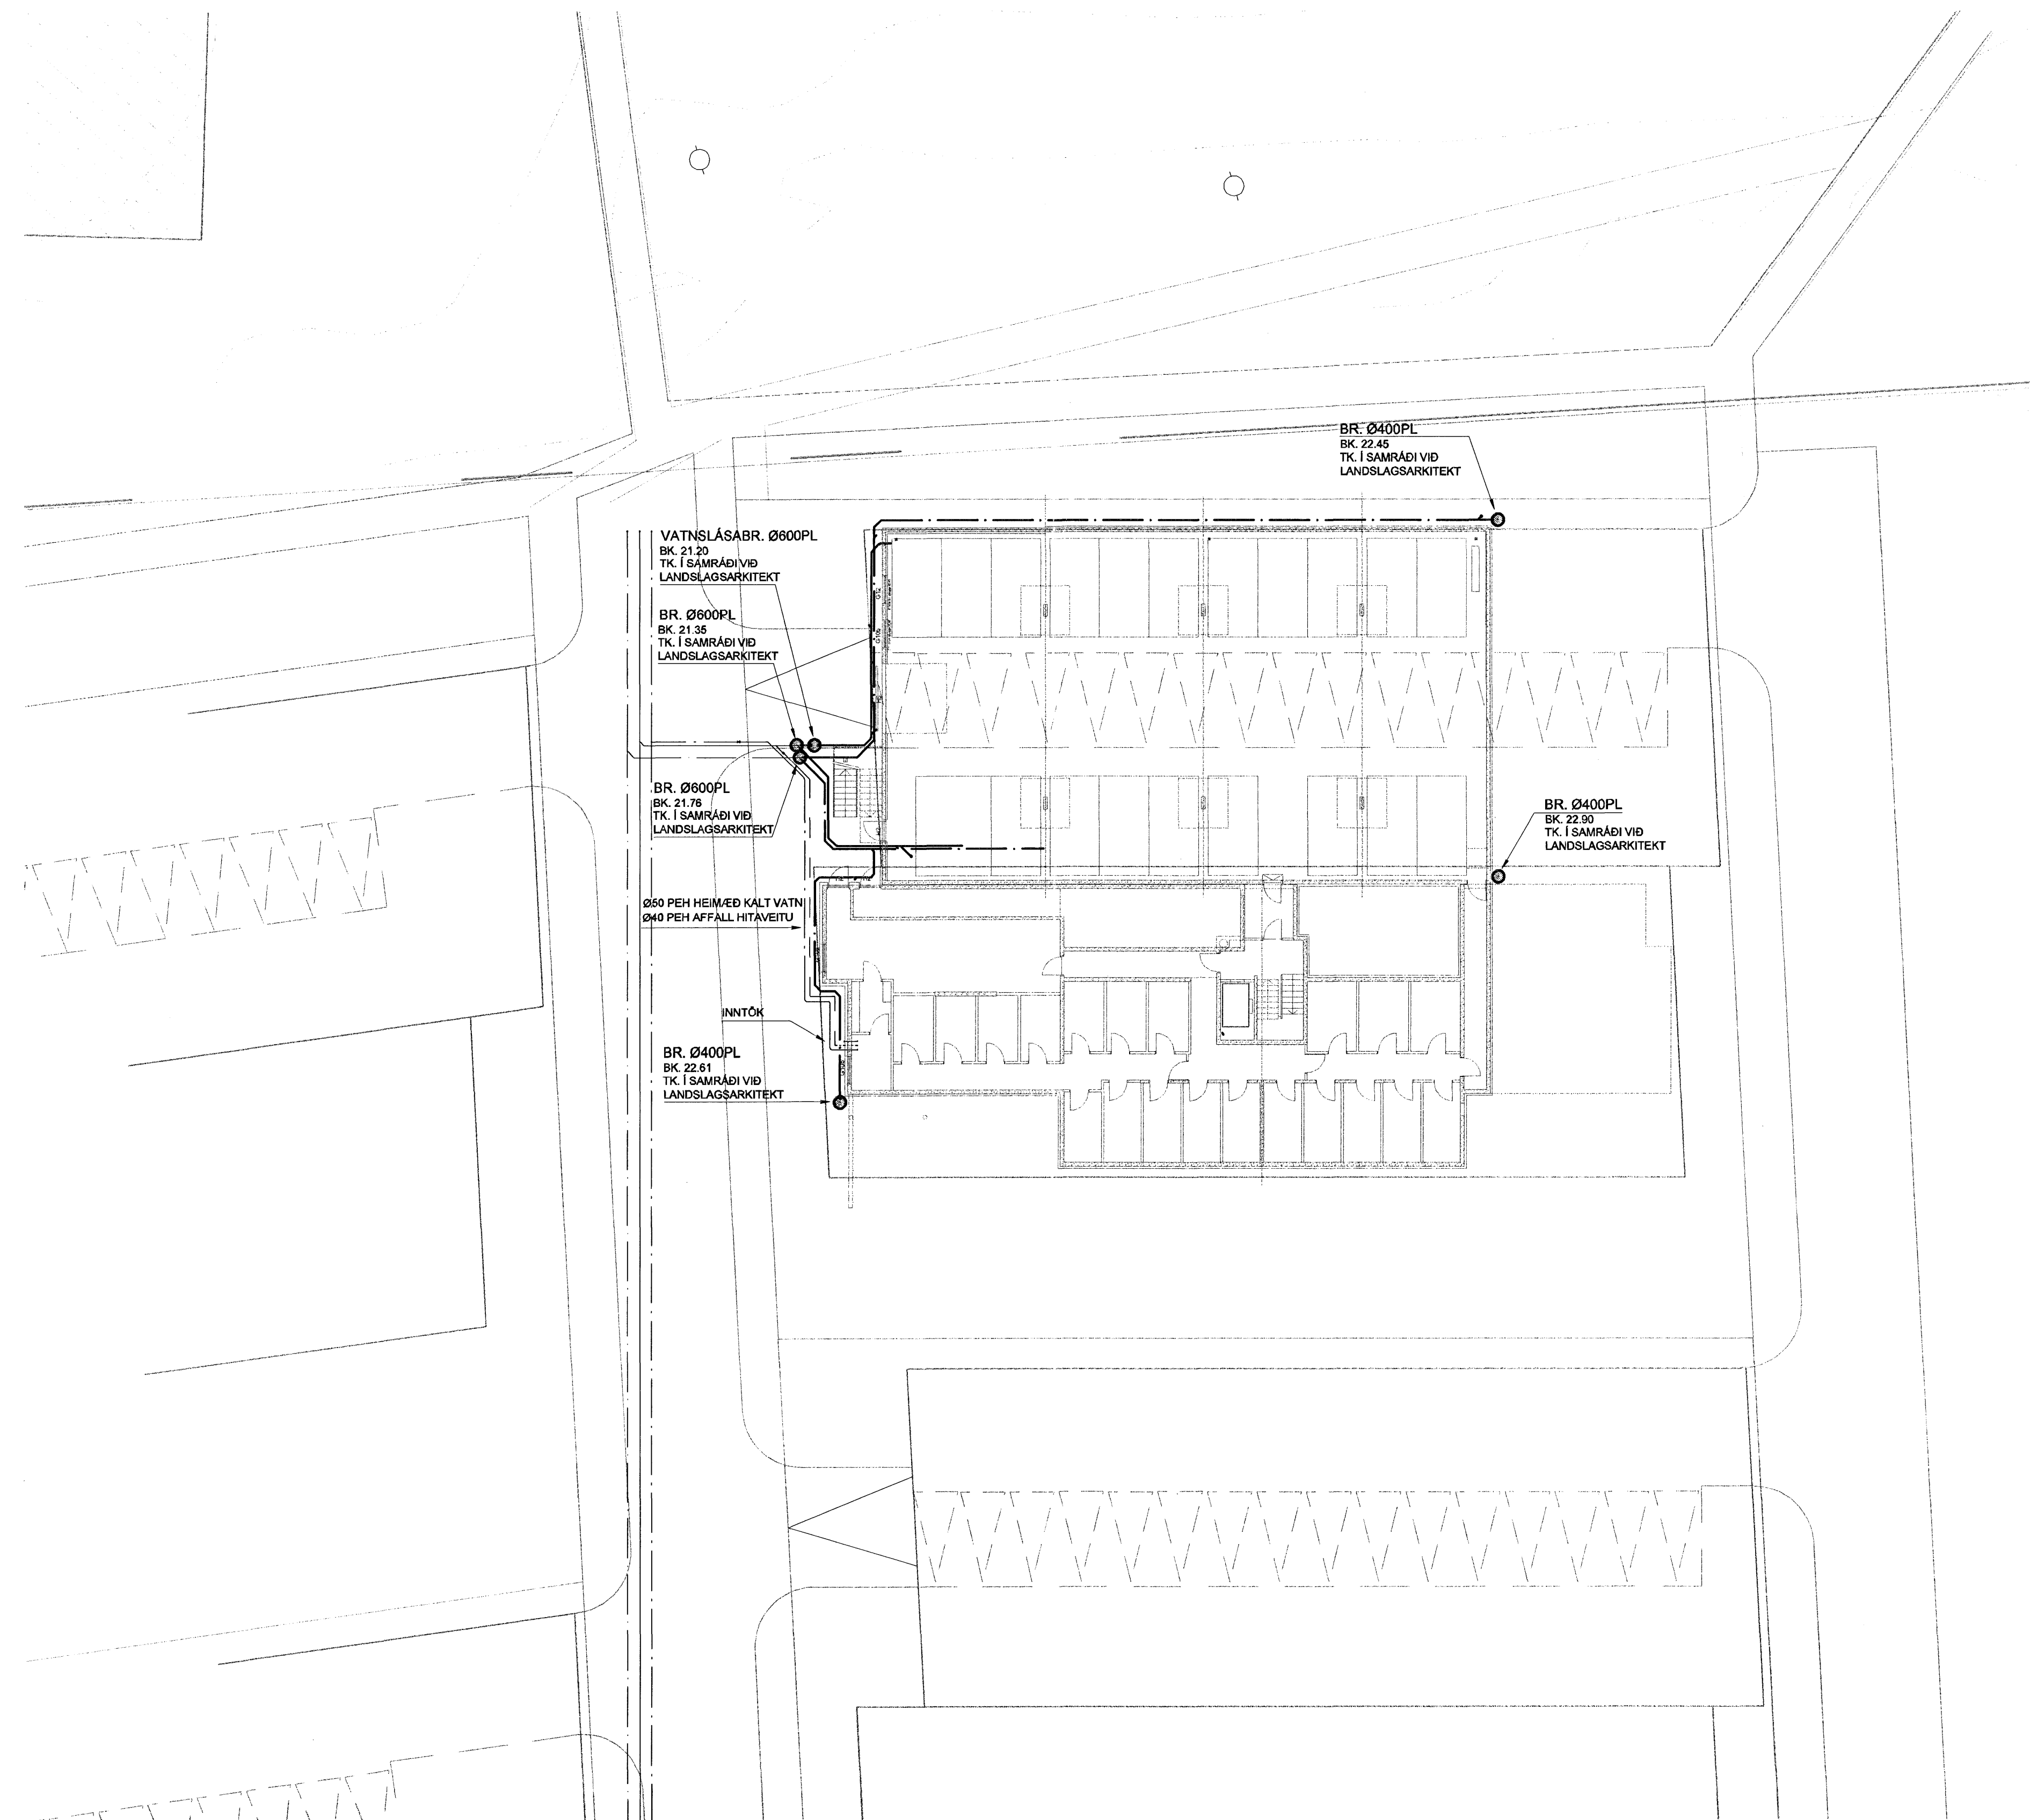 BR. Ø400PL
BK. 22.45
TK. Í SAMRÁÐI VIÐ
LANDSLAGSARKITEKT
VATNSLÁSABR. Ø600PL
BK. 21.20
TK. Í SAMRÁÐI VIÐ
LANDSLAGSARKITEKT
BR. Ø600PL
BK. 21.35
TK. Í SAMRÁÐI VIÐ
LANDSLAGSARKITEKT
BR. Ø600PL
BK. 21.76
TK. Í SAMRÁÐI VIÐ
LANDSLAGSARKITEKT
BR. Ø400PL
BK. 22.90
TK. Í SAMRÁÐI VIÐ
LANDSLAGSARKITEKT
Ø50 PEH HEIMÆÐ KALT VATN
Ø40 PEH AFFALL HITAVEITU
INNTÖK
BR. Ø400PL
BK. 22.61
TK. Í SAMRÁÐI VIÐ
LANDSLAGSARKITEKT